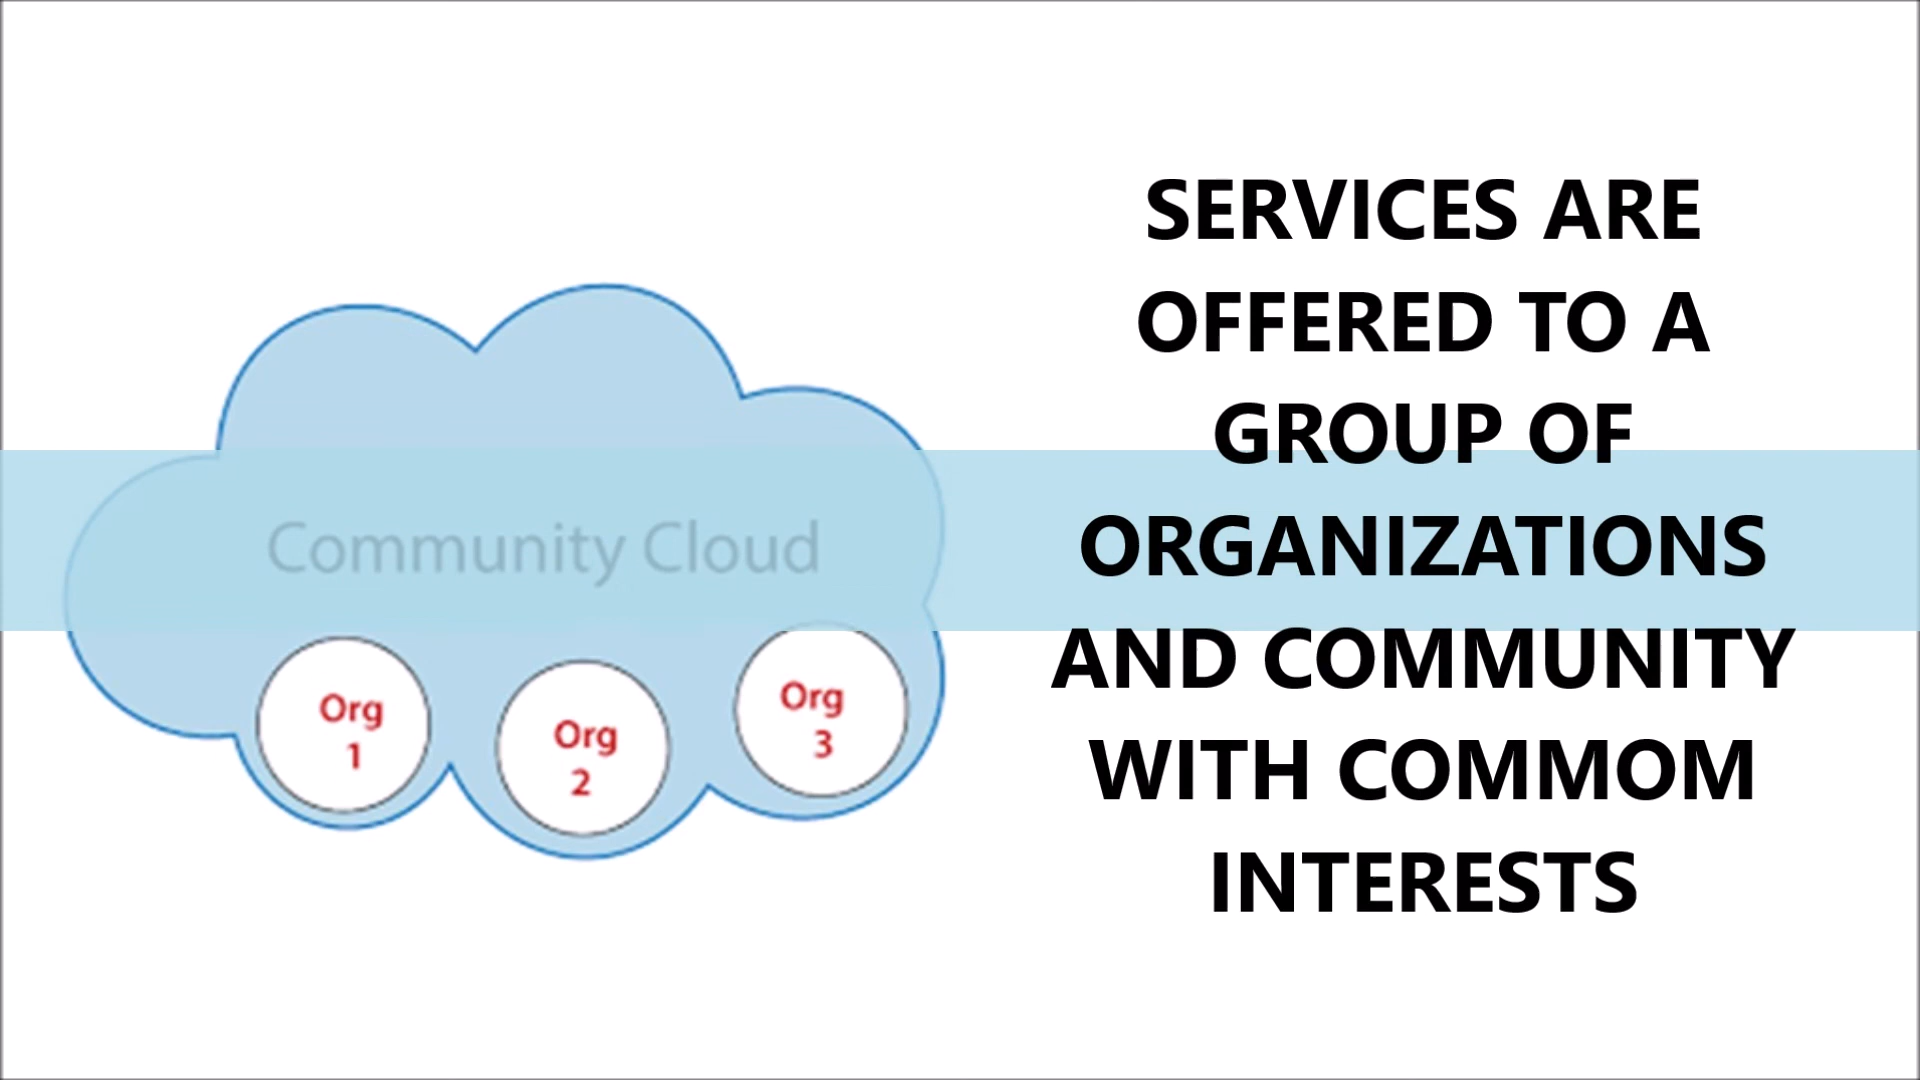 Community Cloud
Org
1
Org
2
Org
3
SERVICES ARE
OFFERED TO A
GROUP OF
ORGANIZATIONS
AND COMMUNITY
WITH COMMOM
INTERESTS